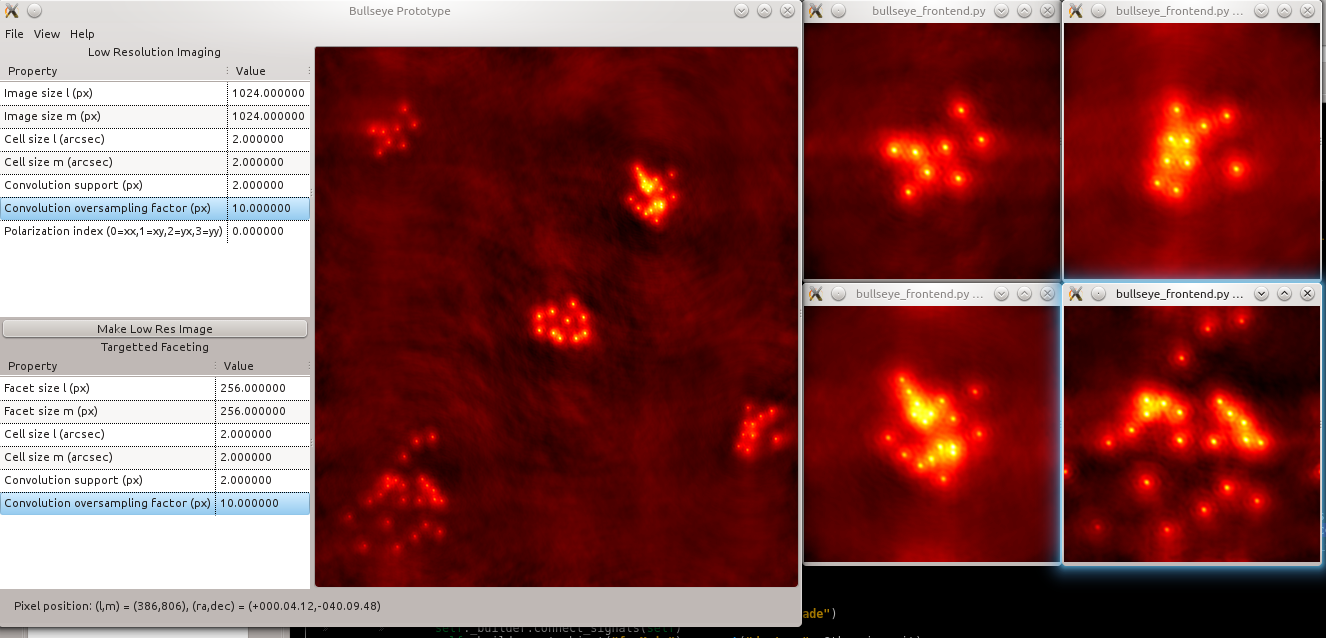 Bullseye Prototype
File View Help
Low Resolution Imaging
Property Value
Image size l (px) 1024.000000
Image size m (px) 1024.000000
Cell size l (arcsec) 2.000000
Cell size m (arcsec) 2.000000
Convolution support (px) 2.000000
Convolution oversampling factor (px) 10.000000
Polarization index (0=xx,1=xy,2=yx,3=yy) 0.000000
Make Low Res Image
Targetted Faceting
Property Value
Facet size l (px) 256.000000
Facet size m (px) 256.000000
Cell size l (arcsec) 2.000000
Cell size m (arcsec) 2.000000
Convolution support (px) 2.000000
Convolution oversampling factor (px) 10.000000
Pixel position: (l,m) = (386,806), (ra,dec) = (+000.04.12,-040.09.48)
bullseye_frontend.py
bullseye_frontend.py ...
bullseye_frontend.py ...
bullseye_frontend.py ...
ade")